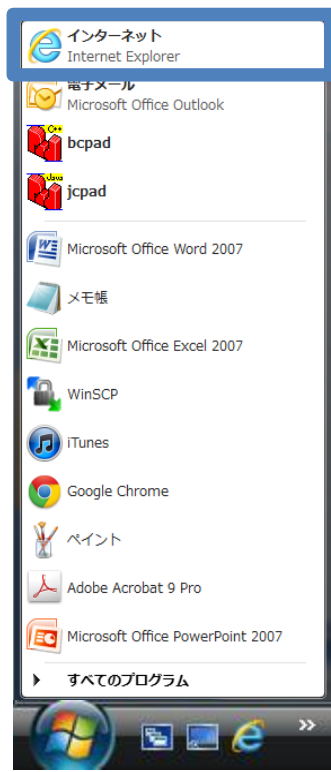 インターネット
Internet Explorer
電子メール
Microsoft Office Outlook
C++
bcpad
Java
jcpad
Microsoft Office Word 2007
メモ帳
Microsoft Office Excel 2007
WinSCP
iTunes
Google Chrome
ペイント
Adobe Acrobat 9 Pro
Microsoft Office PowerPoint 2007
すべてのプログラム